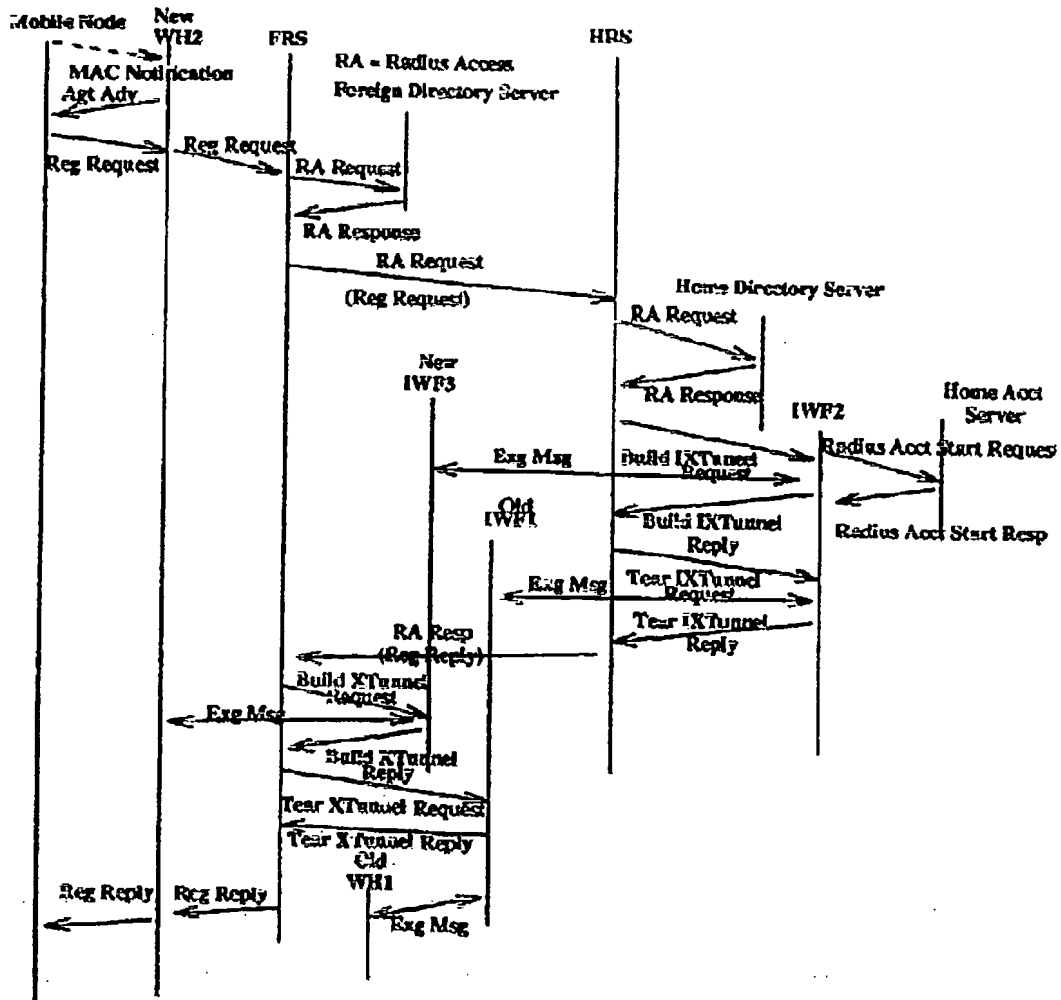 Mobile Node
New
WH2
FRS
HRS
RA = Radius Access
Foreign Directory Server
MAC Notification
Agt Adv
Reg Request
Reg Request
RA Request
RA Response
RA Request
(Reg Request)
Home Directory Server
RA Request
RA Response
New
IWF3
IWF2
Home Acct
Server
Radius Acct Start Request
Exg Msg
Build IXTunnel
Request
Old
IWF1
Build IXTunnel
Reply
Radius Acct Start Resp
Exg Msg
Tear IXTunnel
Request
Tear IXTunnel
Reply
RA Resp
(Reg Reply)
Build XTunnel
Request
Exg Msg
Build XTunnel
Reply
Tear XTunnel Request
Tear XTunnel Reply
Old
WH1
Reg Reply
Reg Reply
Exg Msg